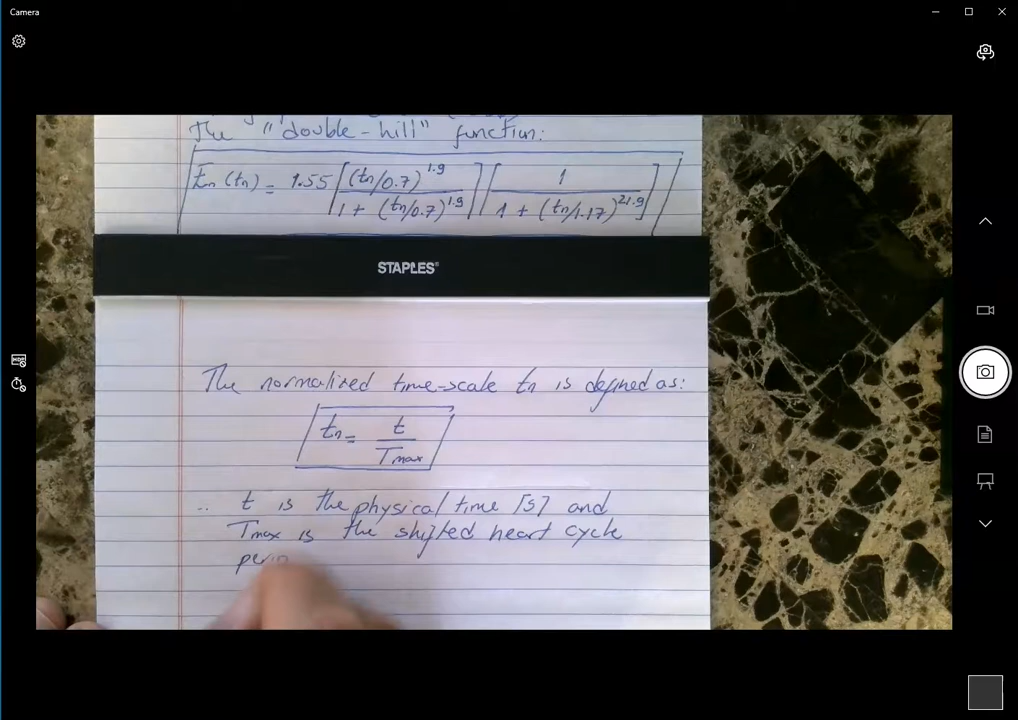 Camera
The "double-hill" function:
En (tn) = 1.55 [ (tn/0.7)^1.9 / 1 + (tn/0.7)^1.9 ] [ 1 / 1 + (tn/1.17)^21.9 ]
STAPLES®
The normalized time-scale tn is defined as:
tn = t / Tmax
.. t is the physical time [s] and
Tmax is the shifted heart cycle